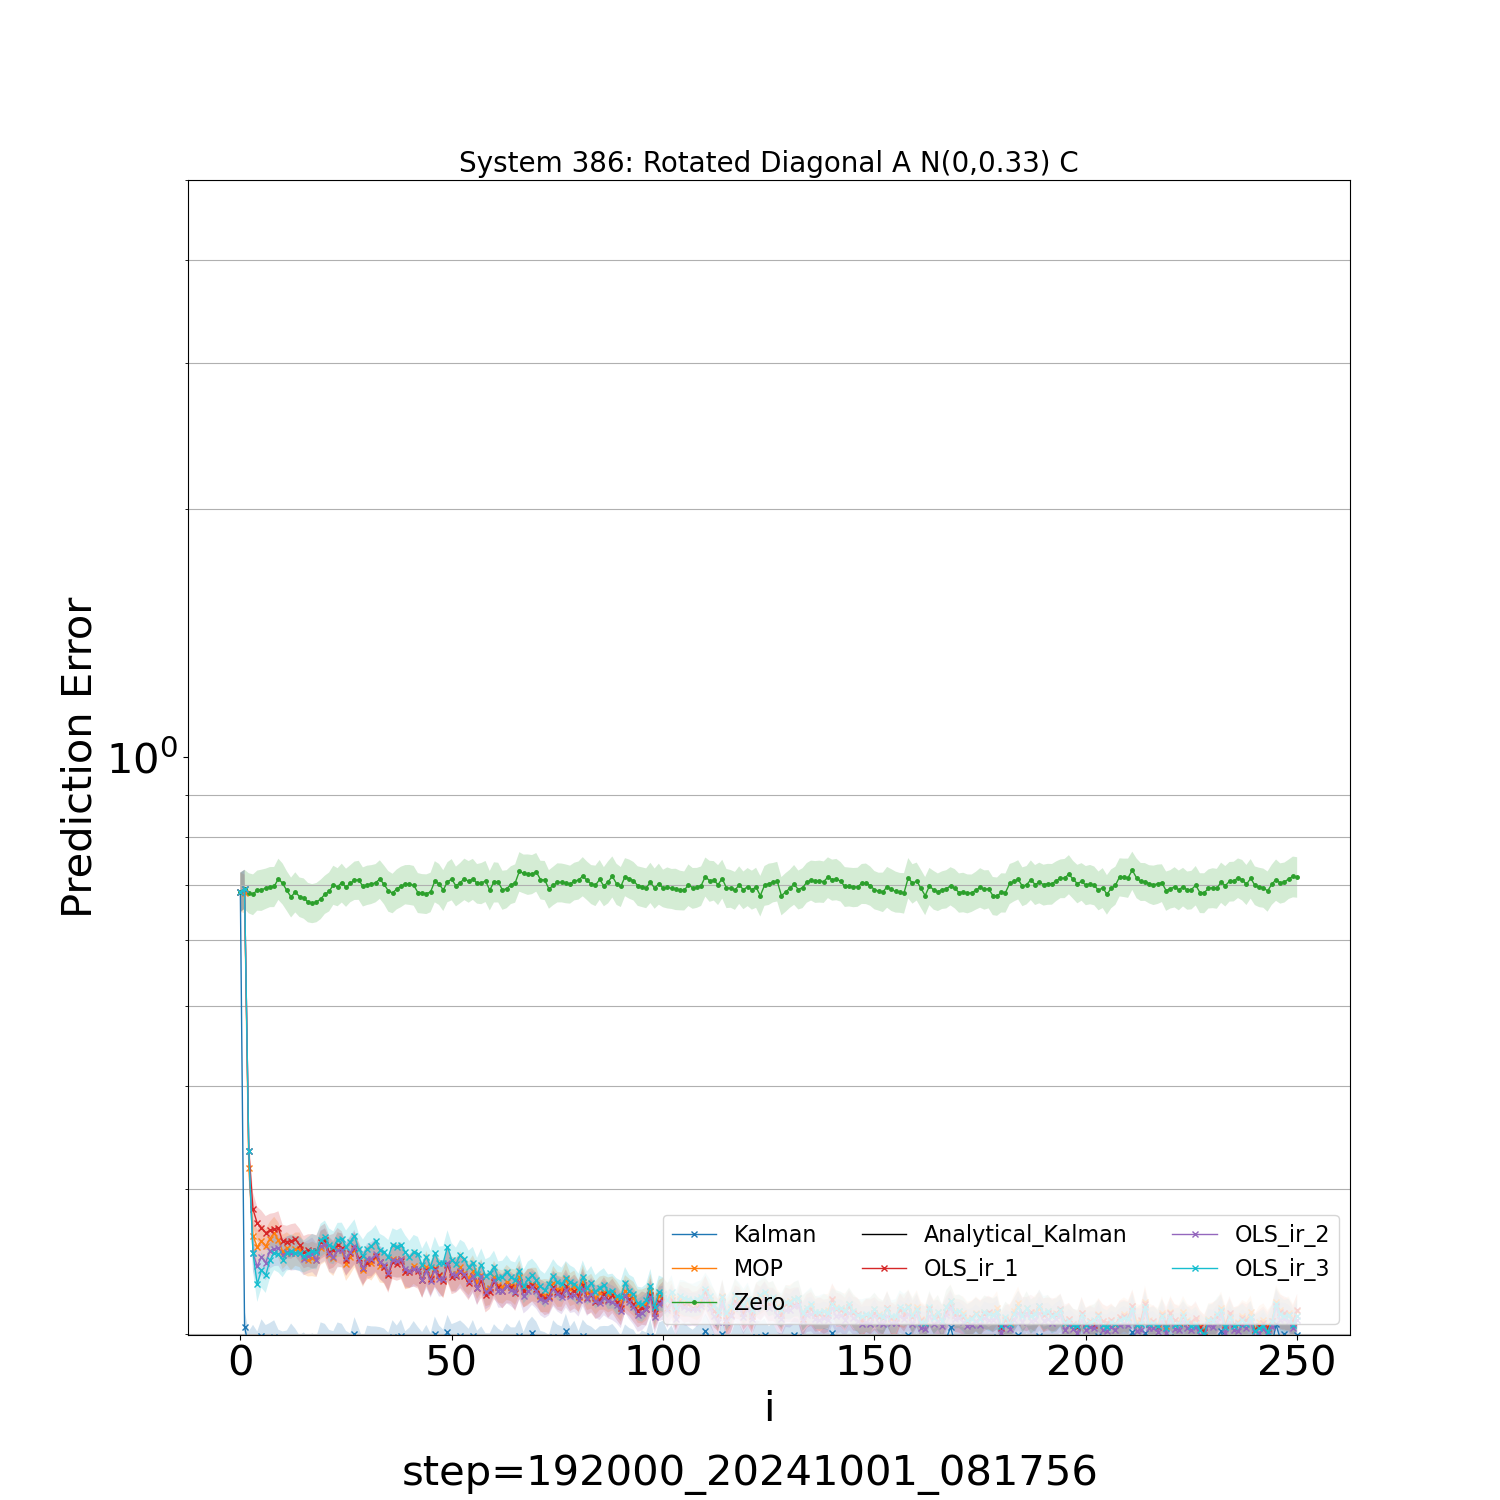 System 386: Rotated Diagonal A N(0,0.33) C
Prediction Error
10⁰
Kalman
MOP
Zero
Analytical_Kalman
OLS_ir_1
OLS_ir_2
OLS_ir_3
0 50 100 150 200 250
i
step=192000_20241001_081756